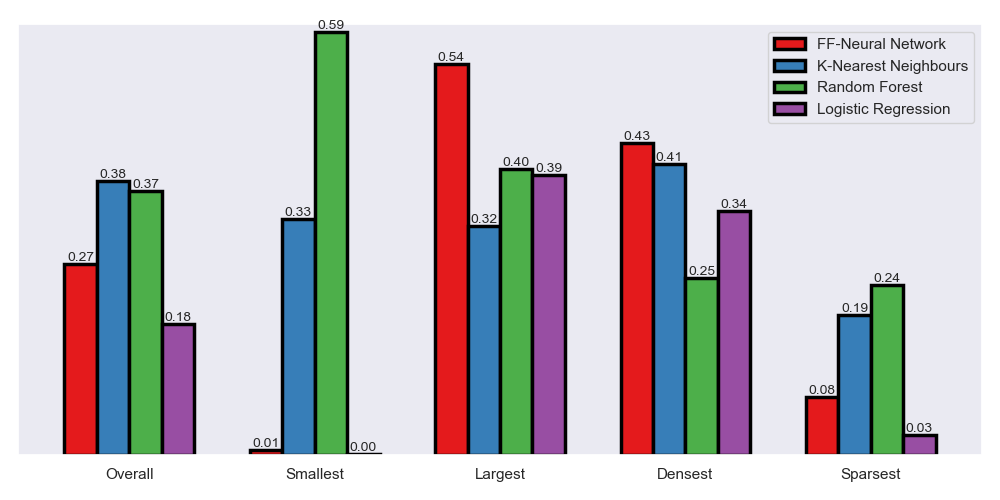 0.59
FF-Neural Network
K-Nearest Neighbours
Random Forest
Logistic Regression
0.54
0.43
0.41
0.38
0.37
0.40
0.39
0.33
0.32
0.34
0.27
0.25
0.24
0.18
0.19
0.08
0.03
0.01
0.00
Overall
Smallest
Largest
Densest
Sparsest